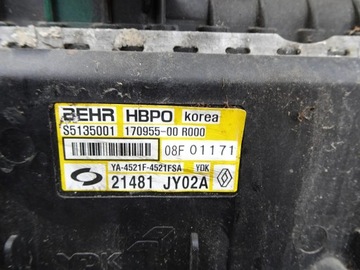 BEHR HBPO korea
S5135001 170955-00 R000
08F 01171
YA-4521F-4521FSA YDK
21481 JY02A